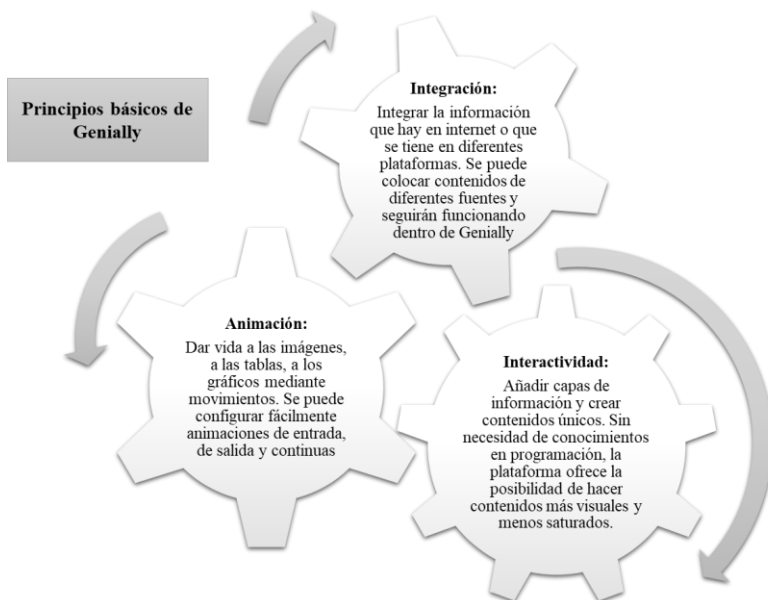 Principios básicos de
Genially
Integración:
Integrar la información
que hay en internet o que
se tiene en diferentes
plataformas. Se puede
colocar contenidos de
diferentes fuentes y
seguirán funcionando
dentro de Genially
Animación:
Dar vida a las imágenes,
a las tablas, a los
gráficos mediante
movimientos. Se puede
configurar fácilmente
animaciones de entrada,
de salida y continuas
Interactividad:
Añadir capas de
información y crear
contenidos únicos. Sin
necesidad de conocimientos
en programación, la
plataforma ofrece la
posibilidad de hacer
contenidos más visuales y
menos saturados.